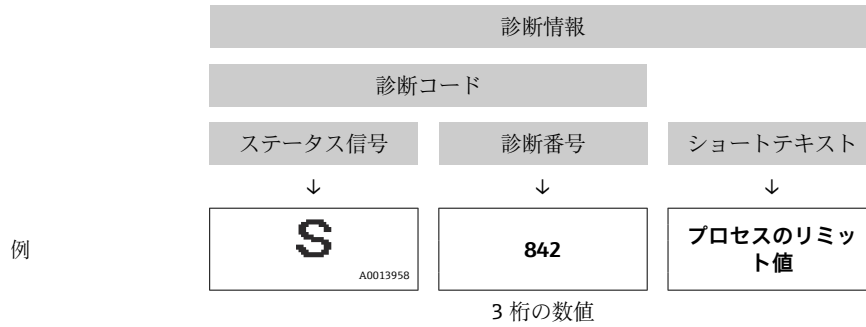 診断情報
診断コード
ステータス信号 診断番号 ショートテキスト
↓ ↓ ↓
例 S 842 プロセスのリミッ
ト値
A0013958
3 桁の数値